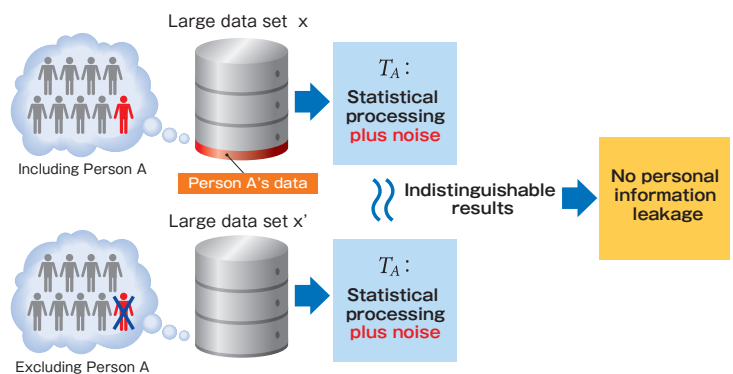 Large data set x
Including Person A
Person A's data
T_A :
Statistical
processing
plus noise
Indistinguishable
results
No personal
information
leakage
Large data set x’
Excluding Person A
T_A :
Statistical
processing
plus noise